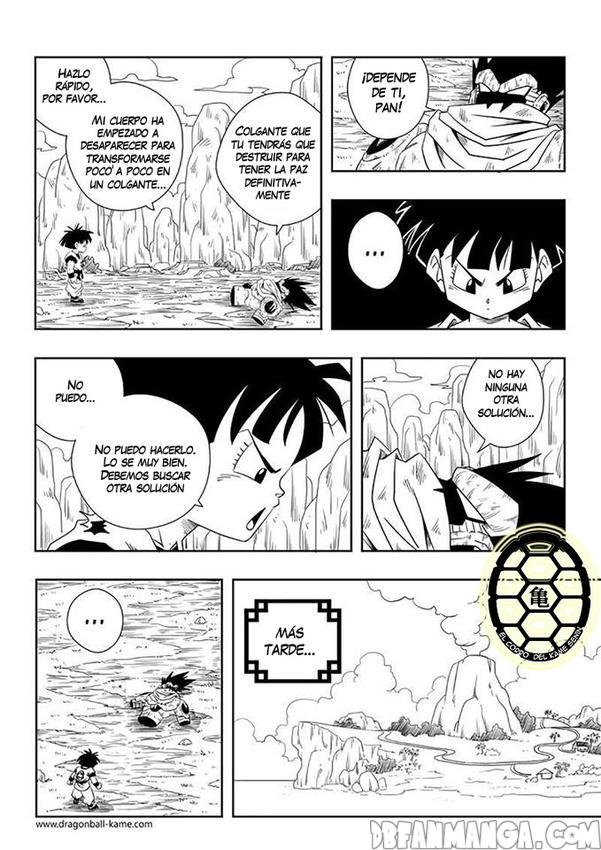 HAZLO
RÁPIDO,
POR FAVOR...
MI CUERPO HA
EMPEZADO A
DESAPARECER PARA
TRANSFORMARSE
POCO A POCO
EN UN COLGANTE...
COLGANTE QUE
TU TENDRÁS QUE
DESTRUIR PARA
TENER LA PAZ
DEFINITIVA-
MENTE
¡DEPENDE
DE TI,
PAN!
...
NO
PUEDO...
NO PUEDO HACERLO.
LO SE MUY BIEN.
DEBEMOS BUSCAR
OTRA SOLUCIÓN
NO HAY
NINGUNA
OTRA
SOLUCIÓN...
亀
EL CORRO DEL KAME SENIN
...
MÁS
TARDE...
www.dragonball-kame.com
DBFANMANGA.COM